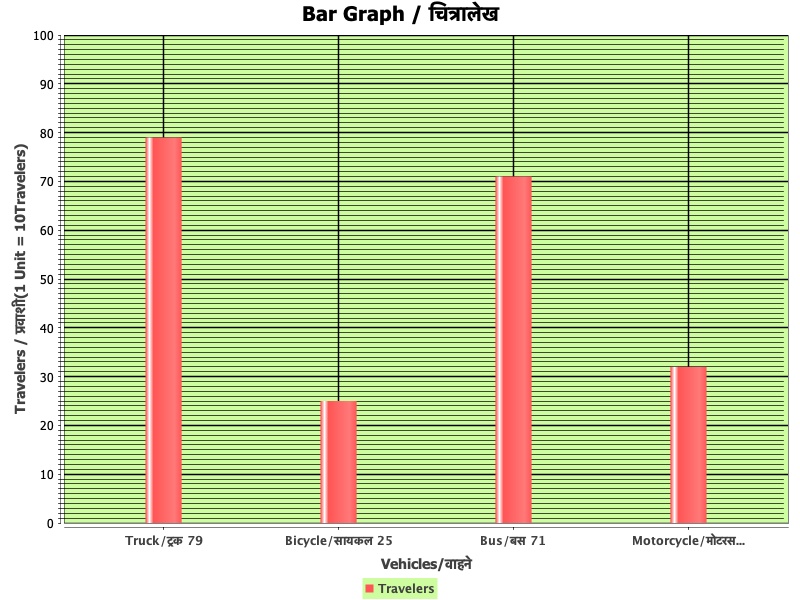 Bar Graph / चित्रालेख
Travelers / प्रवाशी(1 Unit = 10Travelers)
100
90
80
70
60
50
40
30
20
10
0
Truck/ट्रक 79 Bicycle/सायकल 25 Bus/बस 71 Motorcycle/मोटरस...
Vehicles/वाहने
Travelers